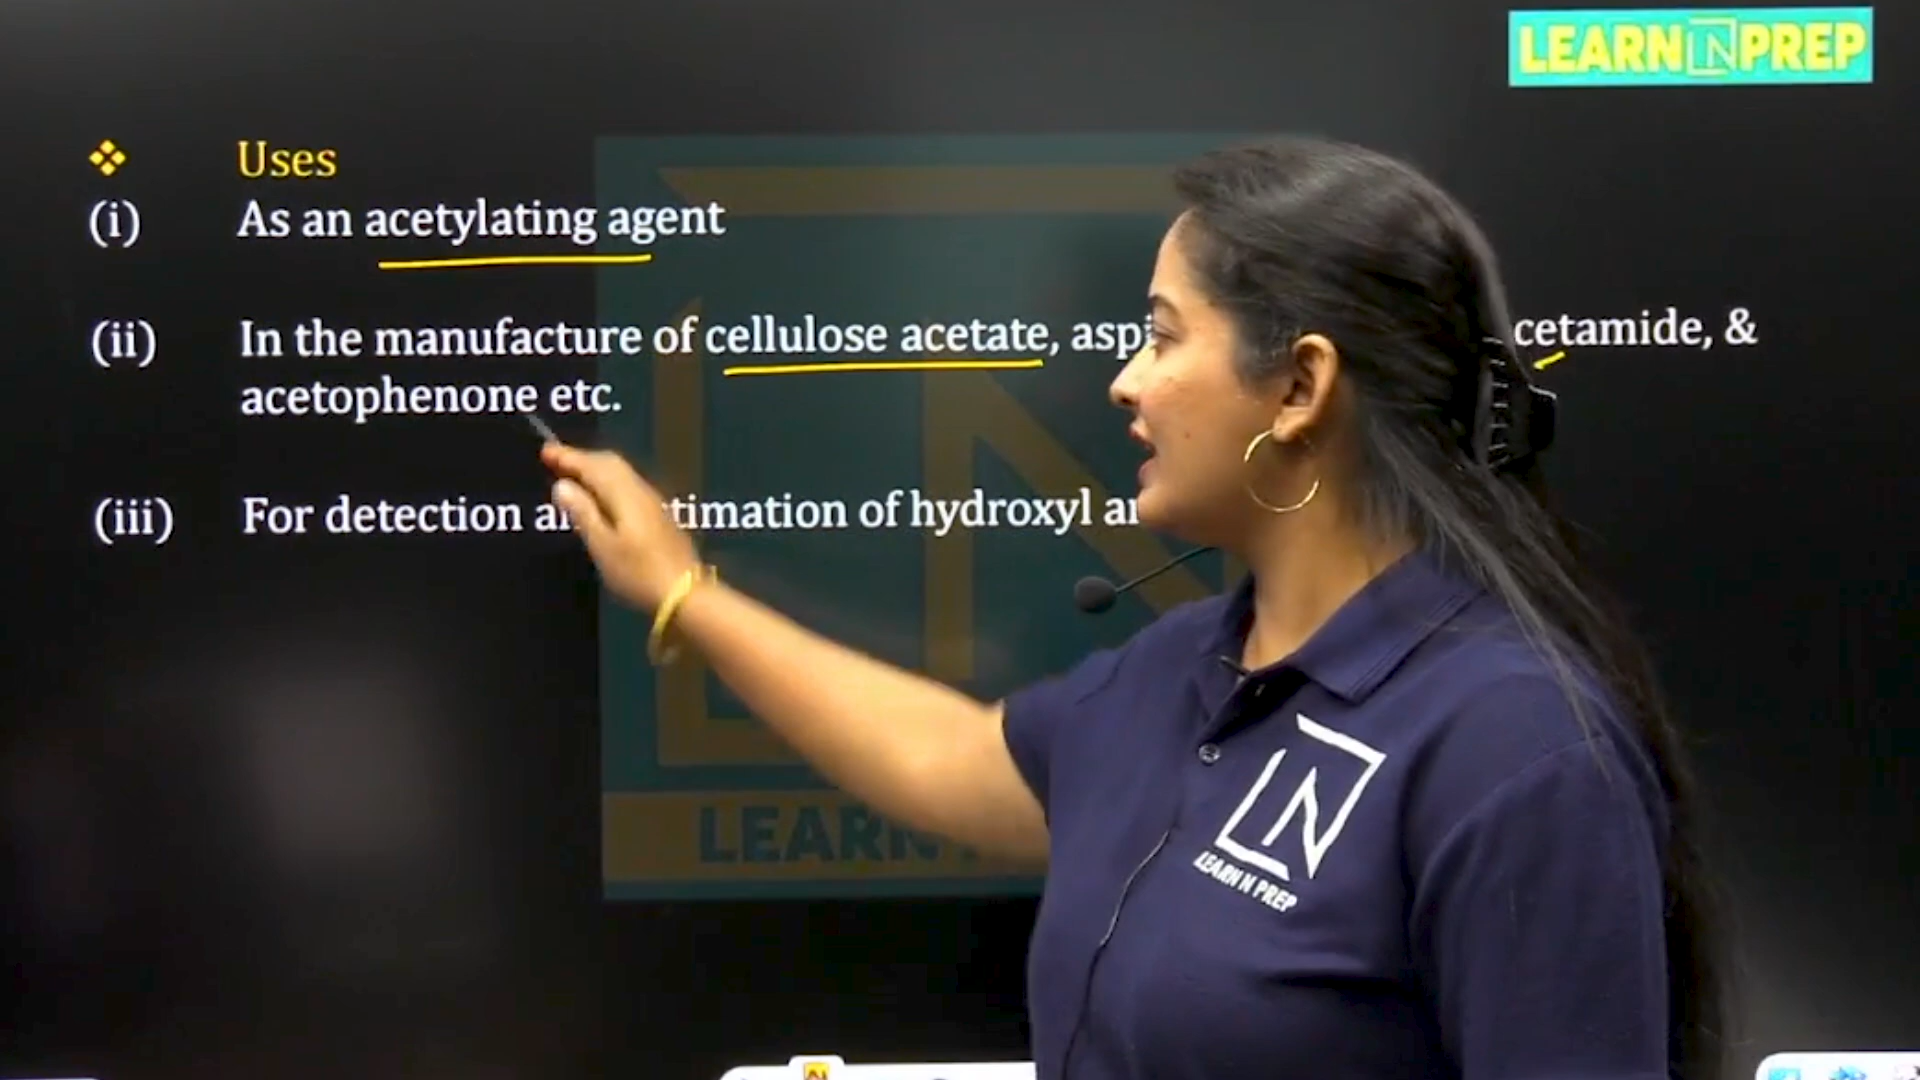 LEARN N PREP
Uses
(i) As an acetylating agent
(ii) In the manufacture of cellulose acetate, cetamide, &
acetophenone etc.
(iii) For detection timation of hydroxyl
LEARN
LEARN N PREP